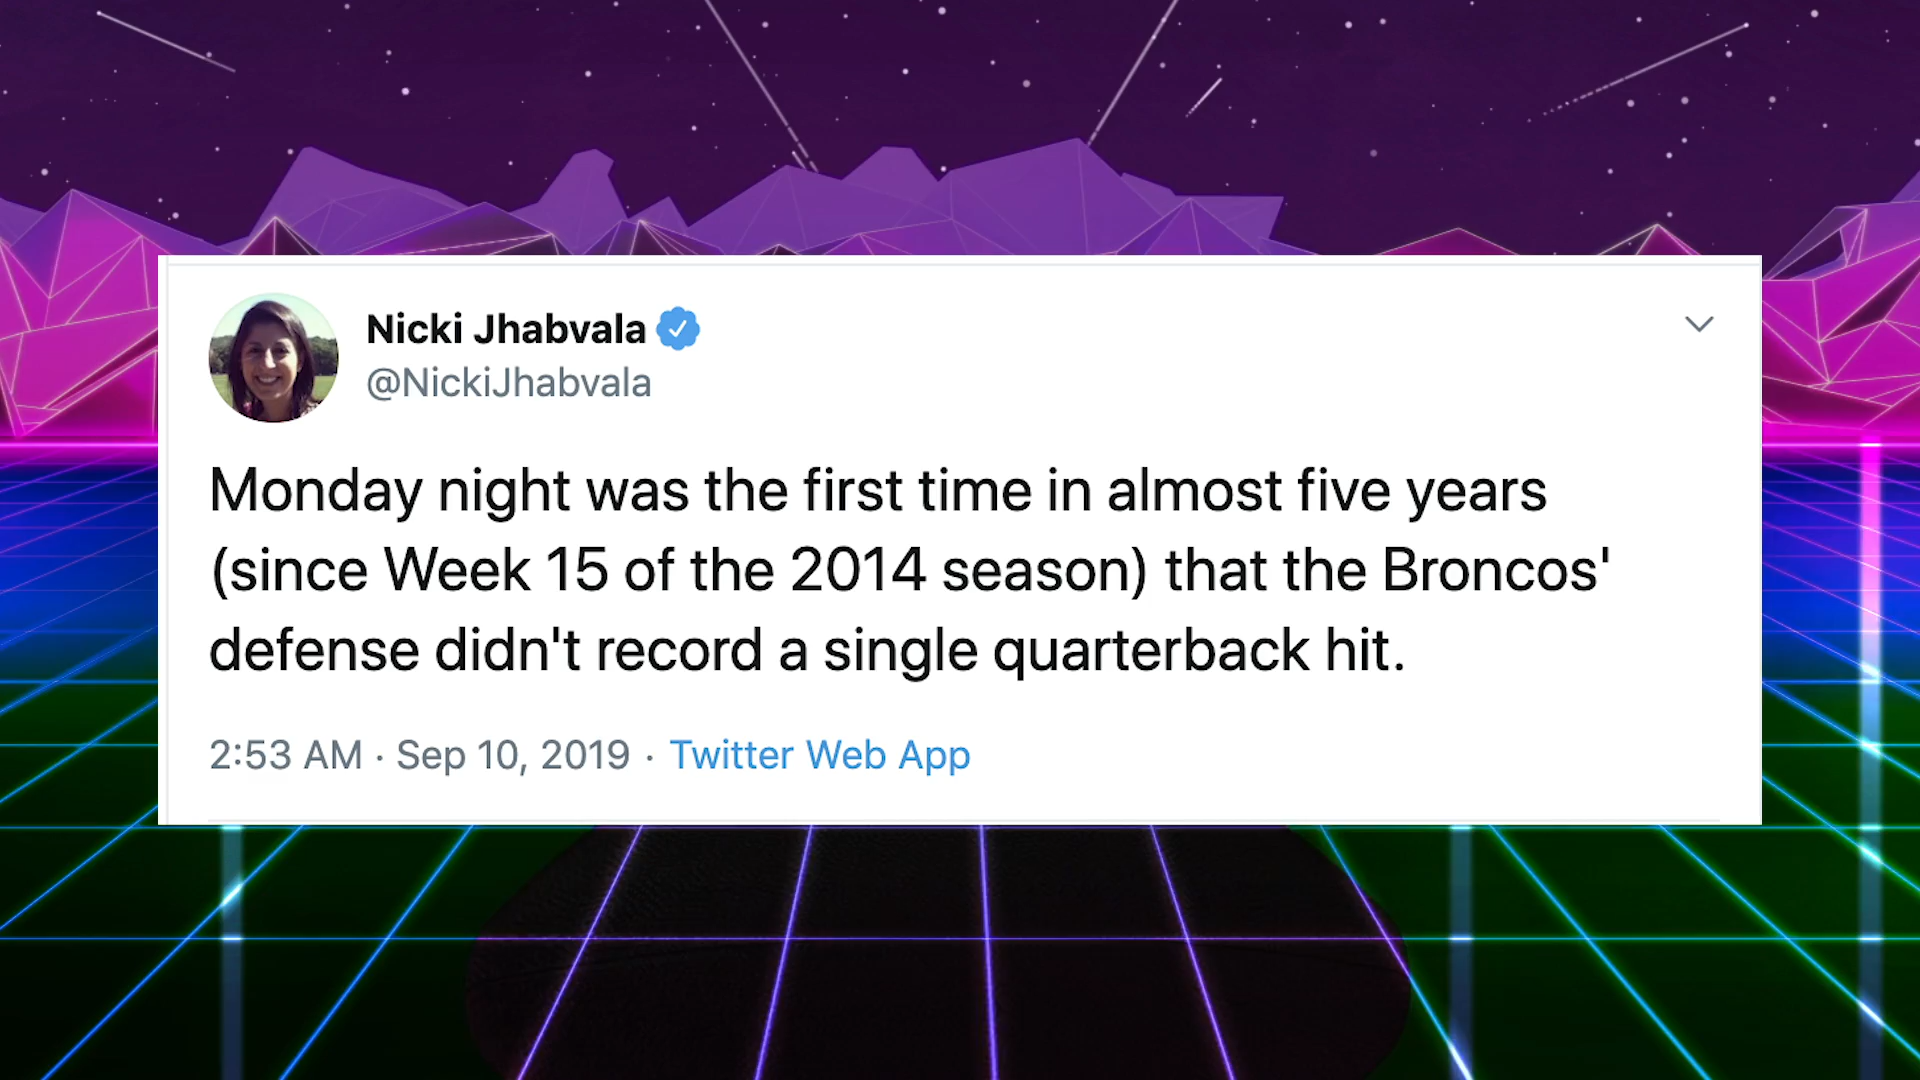 Nicki Jhabvala
@NickiJhabvala
Monday night was the first time in almost five years
(since Week 15 of the 2014 season) that the Broncos'
defense didn't record a single quarterback hit.
2:53 AM · Sep 10, 2019 · Twitter Web App